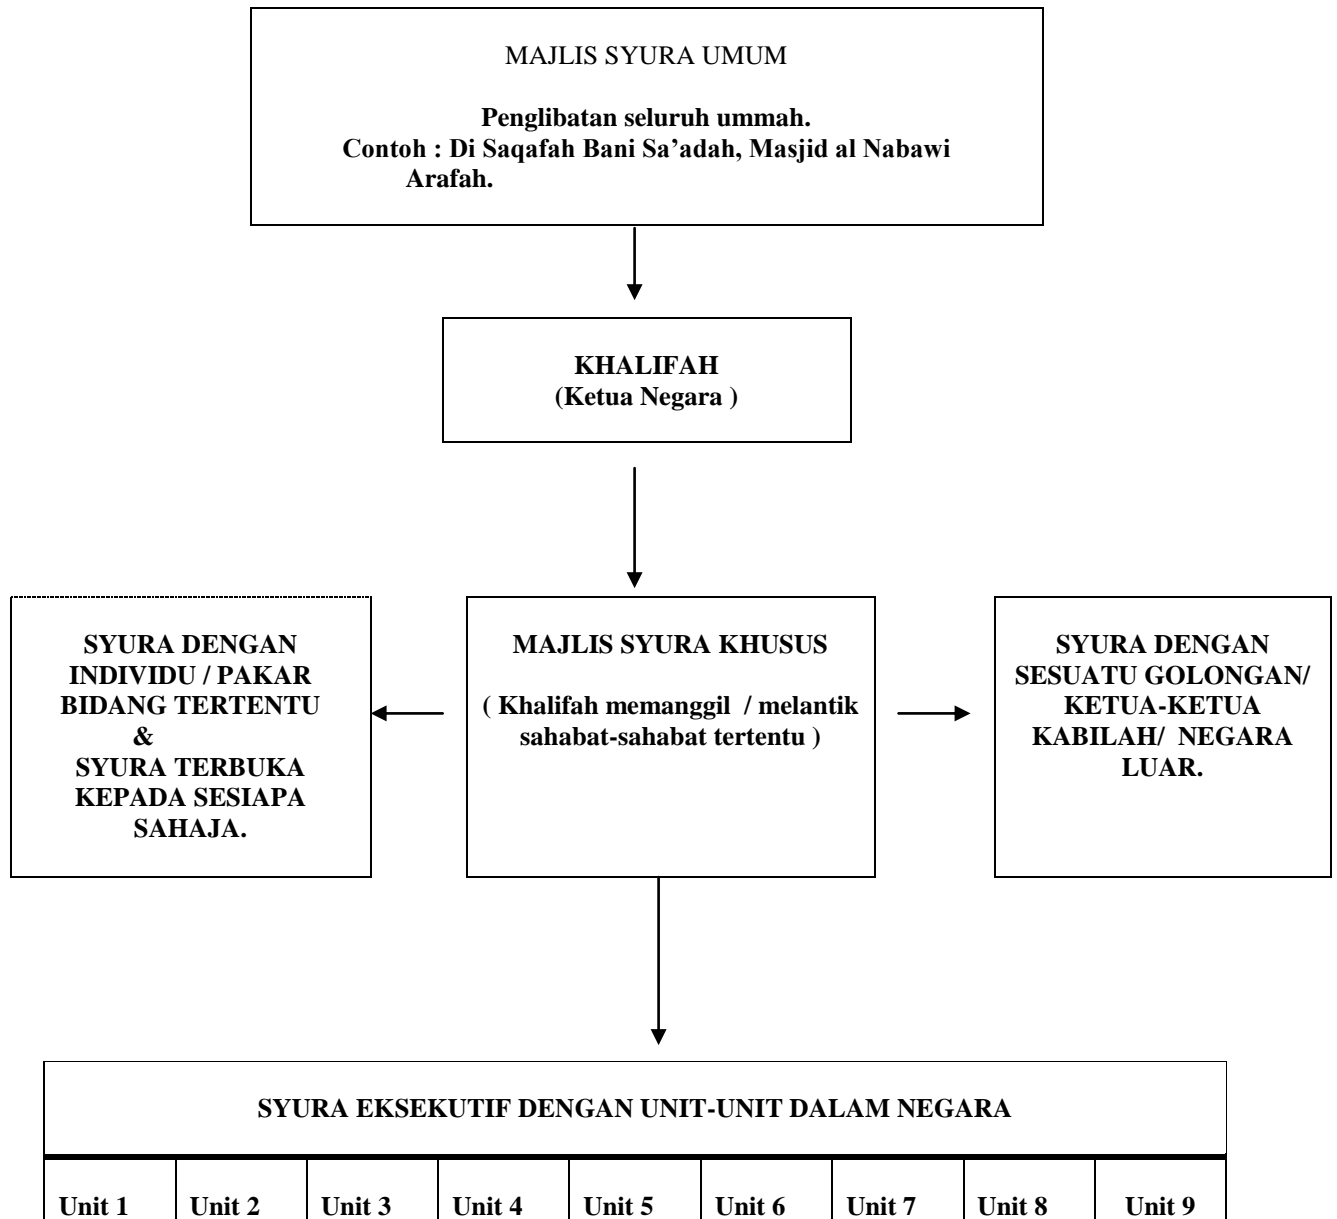 MAJLIS SYURA UMUM
Penglibatan seluruh ummah.
Contoh : Di Saqafah Bani Sa’adah, Masjid al Nabawi
Arafah.
KHALIFAH
(Ketua Negara )
SYURA DENGAN
INDIVIDU / PAKAR
BIDANG TERTENTU
&
SYURA TERBUKA
KEPADA SESIAPA
SAHAJA.
MAJLIS SYURA KHUSUS
( Khalifah memanggil / melantik
sahabat-sahabat tertentu )
SYURA DENGAN
SESUATU GOLONGAN/
KETUA-KETUA
KABILAH/ NEGARA
LUAR.
SYURA EKSEKUTIF DENGAN UNIT-UNIT DALAM NEGARA
Unit 1 Unit 2 Unit 3 Unit 4 Unit 5 Unit 6 Unit 7 Unit 8 Unit 9